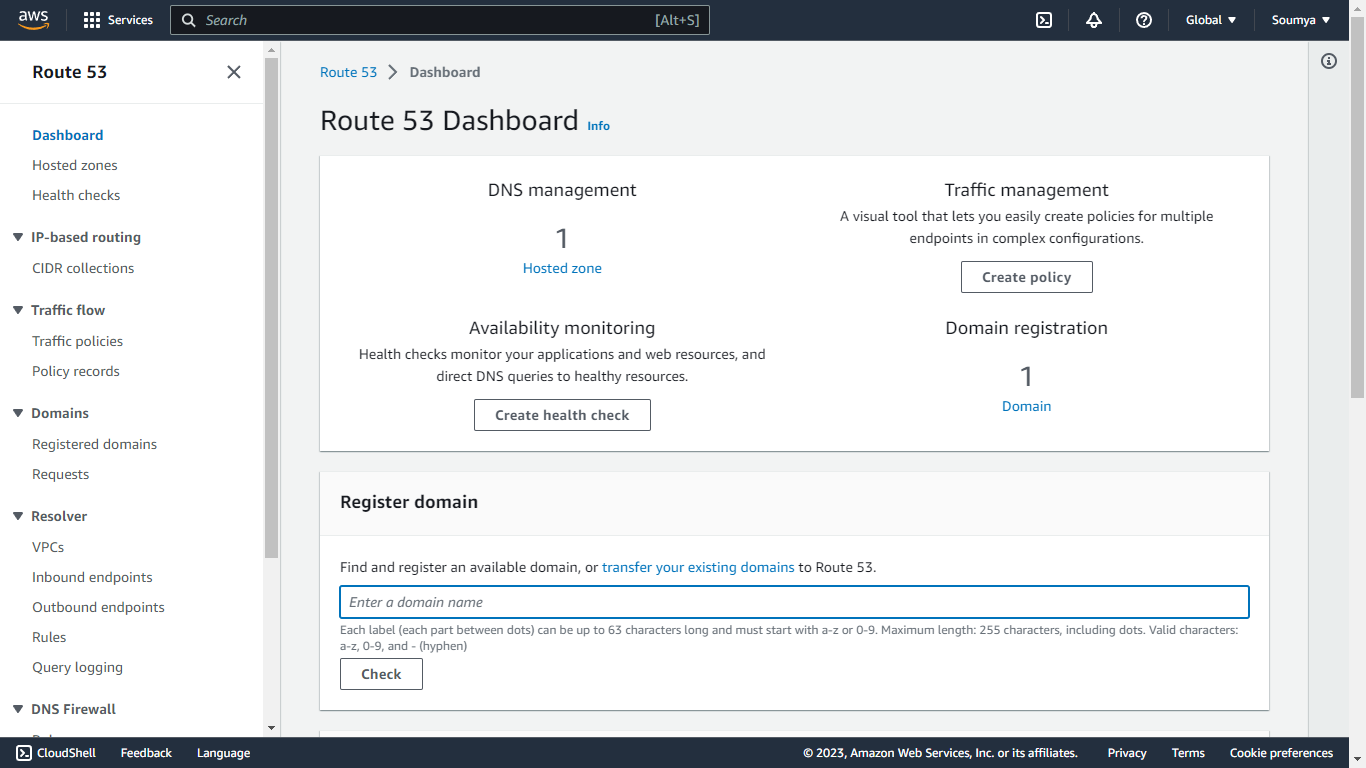 aws
Services
Search
[Alt+S]
Global
Soumya
Route 53
Dashboard
Hosted zones
Health checks
IP-based routing
CIDR collections
Traffic flow
Traffic policies
Policy records
Domains
Registered domains
Requests
Resolver
VPCs
Inbound endpoints
Outbound endpoints
Rules
Query logging
DNS Firewall
Route 53 Dashboard
Route 53 Dashboard Info
DNS management
1
Hosted zone
Traffic management
A visual tool that lets you easily create policies for multiple
endpoints in complex configurations.
Create policy
Availability monitoring
Health checks monitor your applications and web resources, and
direct DNS queries to healthy resources.
Create health check
Domain registration
1
Domain
Register domain
Find and register an available domain, or transfer your existing domains to Route 53.
Enter a domain name
Each label (each part between dots) can be up to 63 characters long and must start with a-z or 0-9. Maximum length: 255 characters, including dots. Valid characters:
a-z, 0-9, and - (hyphen)
Check
CloudShell
Feedback
Language
© 2023, Amazon Web Services, Inc. or its affiliates.
Privacy
Terms
Cookie preferences